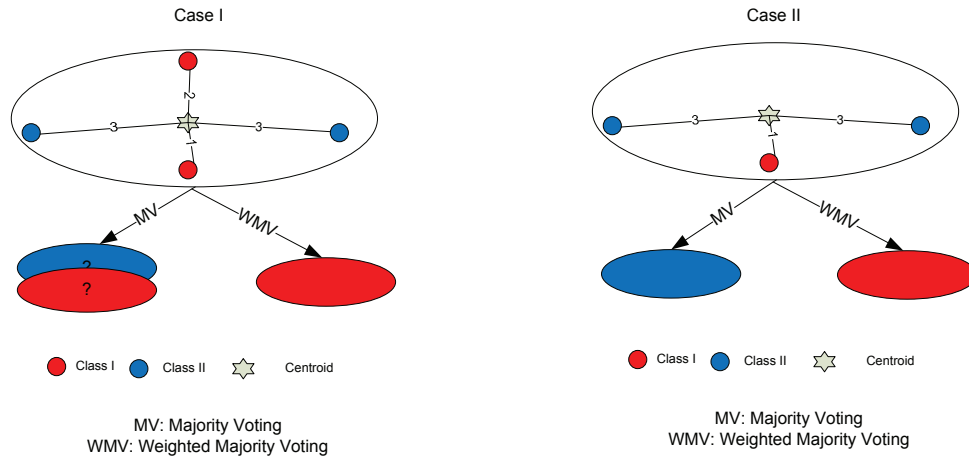 Case I
2
3
3
1
MV
WMV
?
?
Class I
Class II
Centroid
MV: Majority Voting
WMV: Weighted Majority Voting
Case II
3
3
1
MV
WMV
Class I
Class II
Centroid
MV: Majority Voting
WMV: Weighted Majority Voting